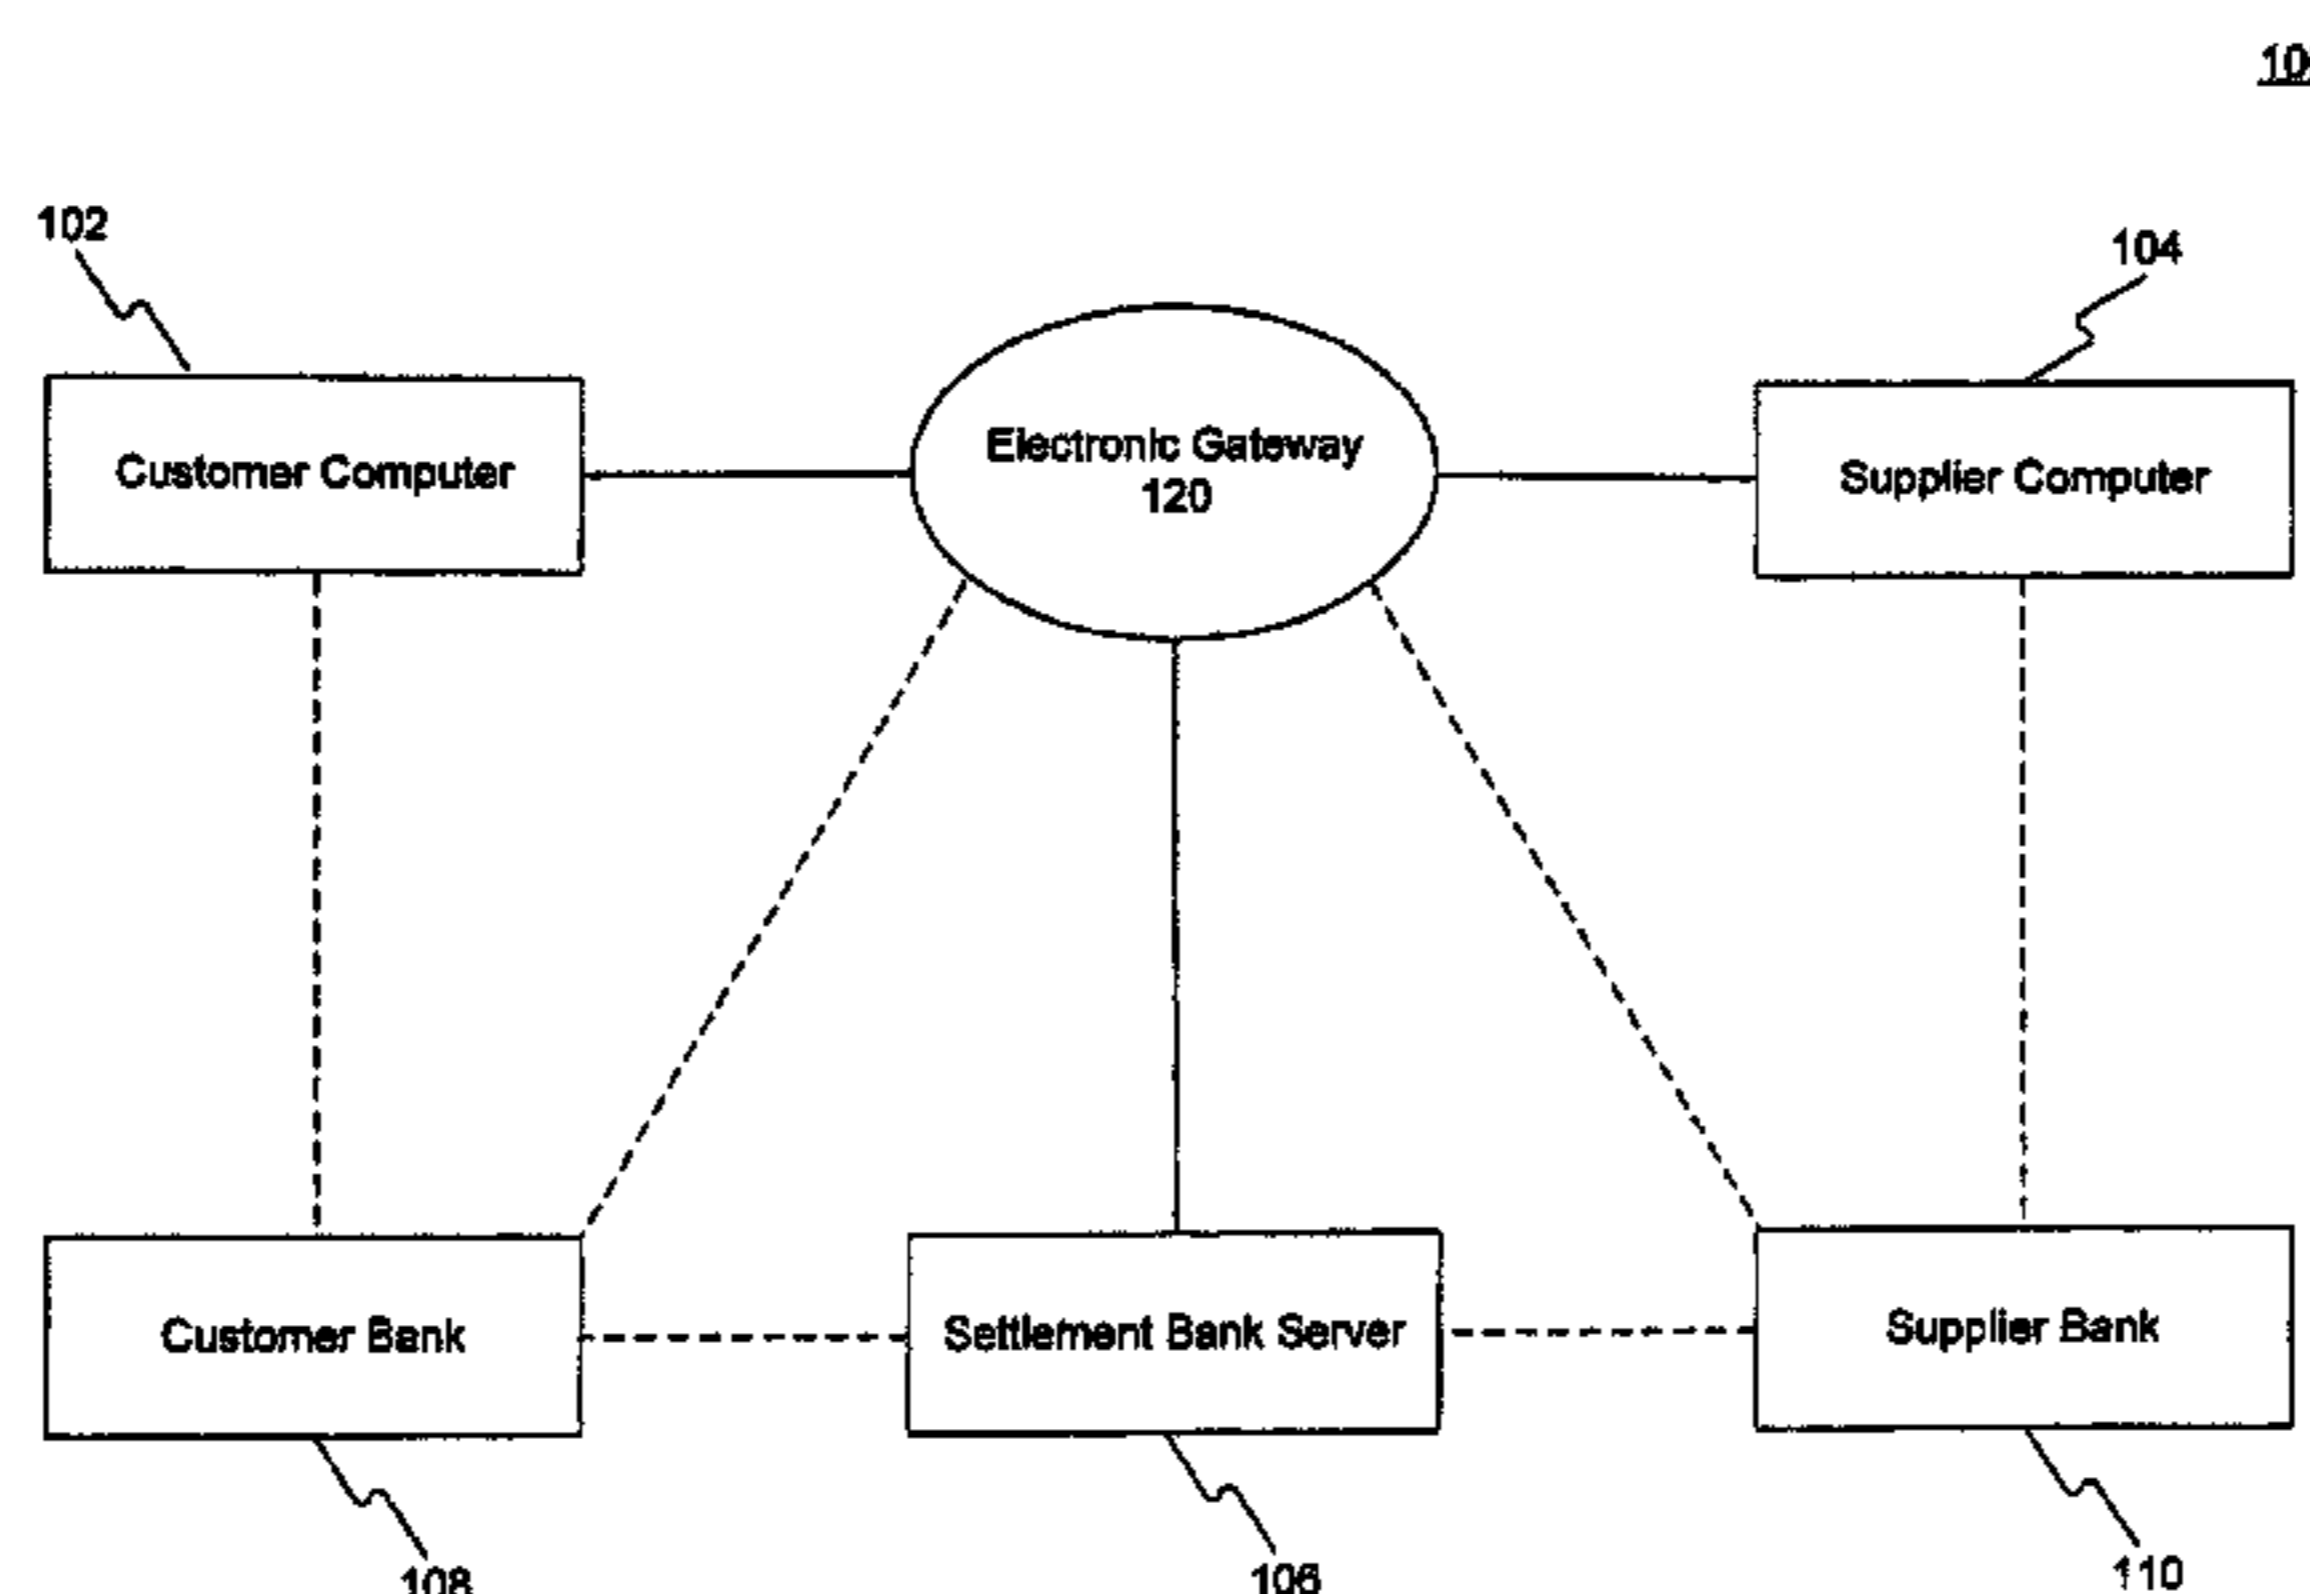 10
102
104
Electronic Gateway
120
Customer Computer
Supplier Computer
Customer Bank
Settlement Bank Server
Supplier Bank
108
106
110